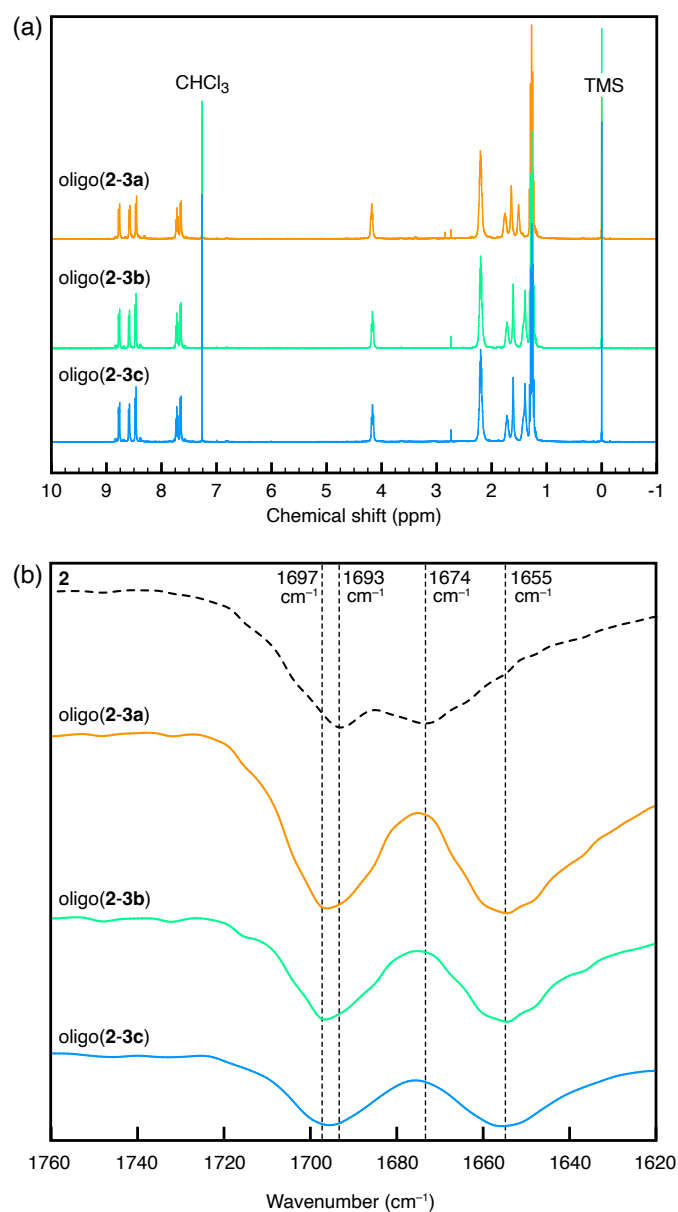 (a)
CHCl₃
TMS
oligo(2-3a)
oligo(2-3b)
oligo(2-3c)
10 9 8 7 6 5 4 3 2 1 0 -1
Chemical shift (ppm)
(b)
2
1697 cm⁻¹
1693 cm⁻¹
1674 cm⁻¹
1655 cm⁻¹
oligo(2-3a)
oligo(2-3b)
oligo(2-3c)
1760 1740 1720 1700 1680 1660 1640 1620
Wavenumber (cm⁻¹)